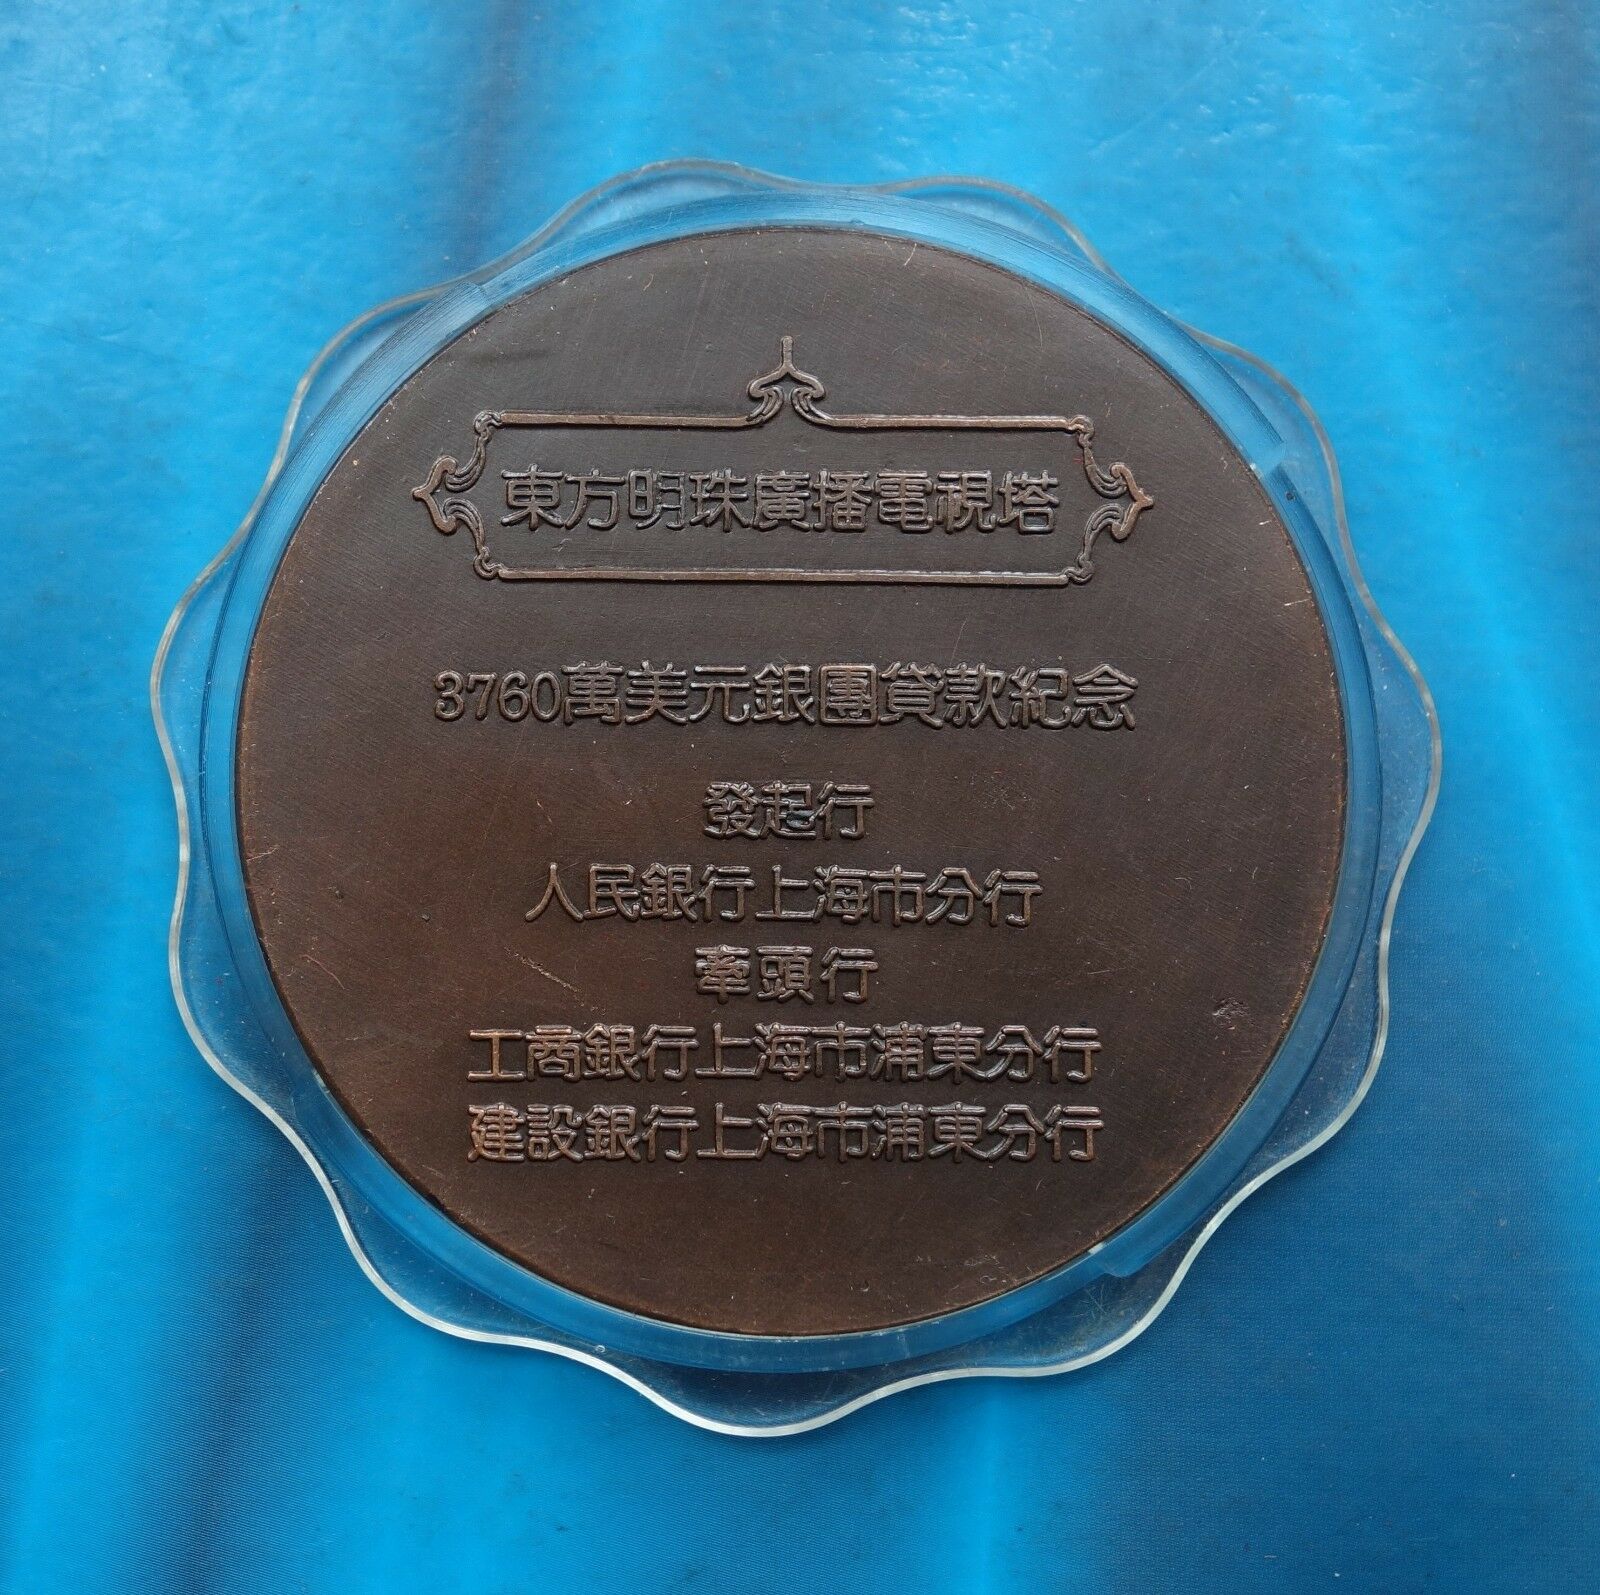 東方明珠廣播電視塔
3760萬美元銀團貸款紀念
發起行
人民銀行上海市分行
牽頭行
工商銀行上海市浦東分行
建設銀行上海市浦東分行